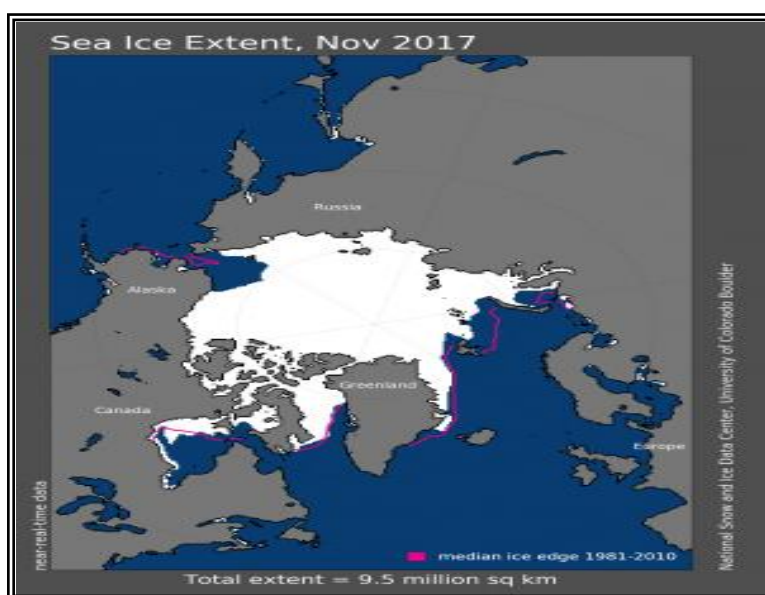 Sea Ice Extent, Nov 2017
Russia
Alaska
Greenland
Canada
Europe
median ice edge 1981-2010
Total extent = 9.5 million sq km
near-real-time data
National Snow and Ice Data Center, University of Colorado Boulder